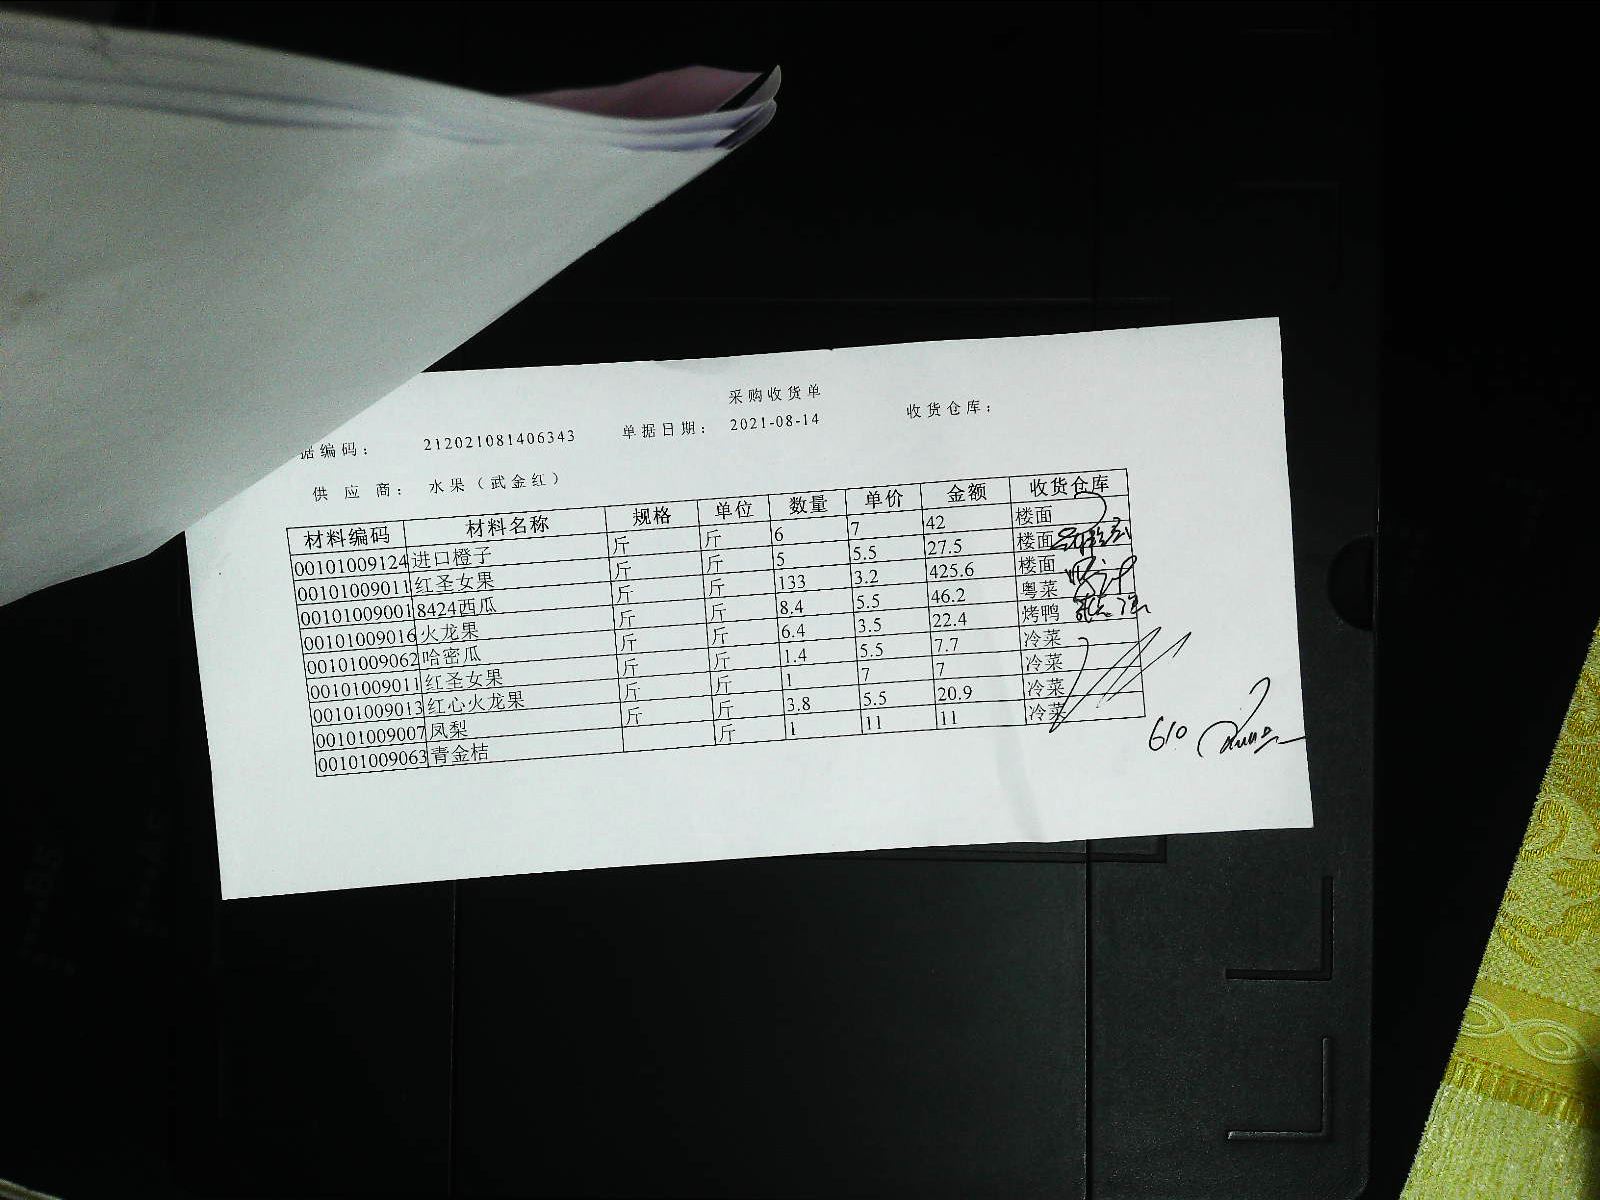 采购收货单
据编码： 212021081406343 单据日期： 2021-08-14 收货仓库：
供应商： 水果（武金红）
材料编码 材料名称 规格 单位 数量 单价 金额 收货仓库
00101009124 进口橙子 斤 斤 6 7 42 楼面
00101009011 红圣女果 斤 斤 5 5.5 27.5 楼面
00101009001 8424西瓜 斤 斤 133 3.2 425.6 楼面
00101009016 火龙果 斤 斤 8.4 5.5 46.2 粤菜
00101009062 哈密瓜 斤 斤 6.4 3.5 22.4 烤鸭
00101009011 红圣女果 斤 斤 1.4 5.5 7.7 冷菜
00101009013 红心火龙果 斤 斤 1 7 7 冷菜
00101009007 凤梨 斤 斤 3.8 5.5 20.9 冷菜
00101009063 青金桔 斤 1 11 11 冷菜
610